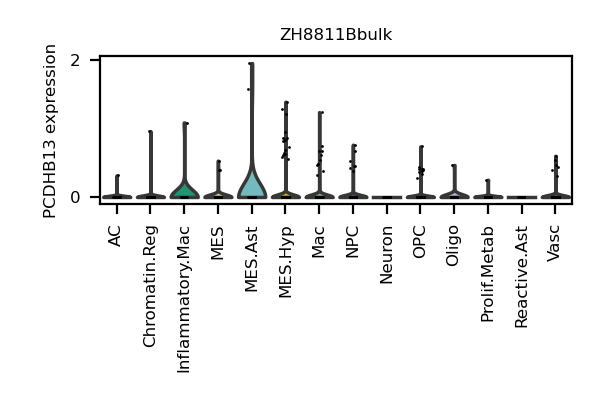 ZH8811Bbulk
PCDHB13 expression
2
0
AC
Chromatin.Reg
Inflammatory.Mac
MES
MES.Ast
MES.Hyp
Mac
NPC
Neuron
OPC
Oligo
Prolif.Metab
Reactive.Ast
Vasc